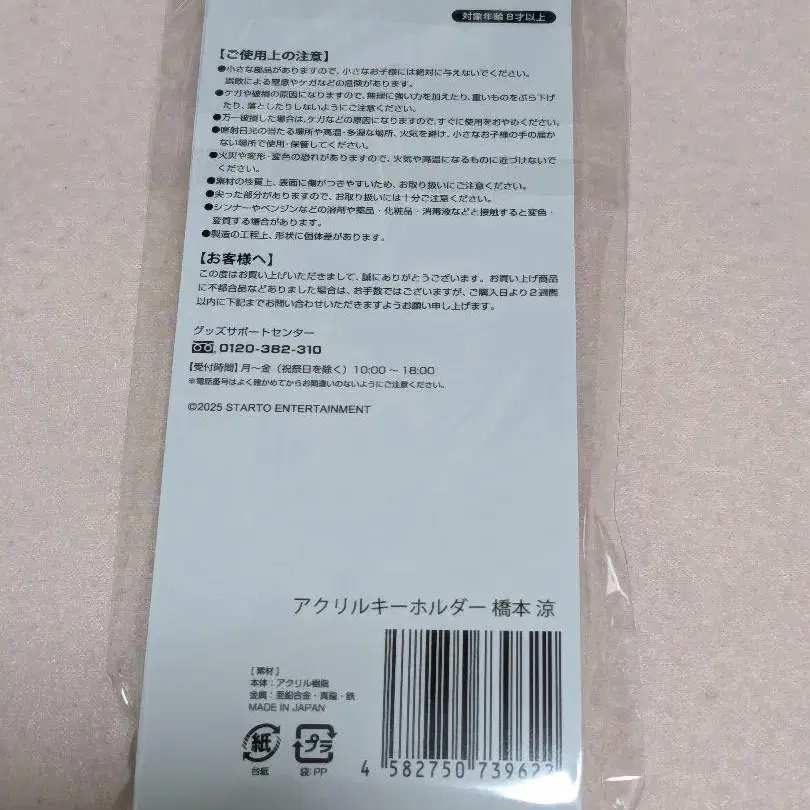 対象年齢 8才以上
【ご使用上の注意】
●小さな部品がありますので、小さなお子様には絶対に与えないでください。
誤飲による窒息やケガなどの危険があります。
●ケガや破損の原因になりますので、無理に強い力を加えたり、重いものをぶら下げ
たり、落としたりしないようにご注意ください。
●万一破損した場合は、ケガなどの原因になりますので、すぐに使用をおやめください。
●直射日光の当たる場所や高温・多湿な場所、火気を避け、小さなお子様の手の届か
ない場所で使用・保管してください。
●火災や変形・変色の恐れがありますので、火気や高温になるものに近づけないで
ください。
●素材の性質上、表面に傷がつきやすいため、お取り扱いにご注意ください。
●尖った部分がありますので、お取り扱いには十分ご注意ください。
●シンナーやベンジンなどの溶剤や薬品・化粧品・消毒液などと接触すると変色・
変質する場合があります。
●製造の工程上、形状に個体差があります。
【お客様へ】
この度はお買い上げいただきまして、誠にありがとうございます。お買い上げ商品
に不都合品などありました場合は、お手数ではございますが、ご購入日より2週間
以内に下記までお問い合わせいただきますようお願い申し上げます。
グッズサポートセンター
0120-382-310
【受付時間】月〜金(祝祭日を除く)10:00〜18:00
※電話番号はよく確かめてからお間違いのないようにご注意ください。
©2025 STARTO ENTERTAINMENT
アクリルキーホルダー 橋本 涼
[素材]
本体:アクリル樹脂
金属:亜鉛合金・真鍮・鉄
MADE IN JAPAN
紙 プラ
台紙 袋:PP
4 582750 739622